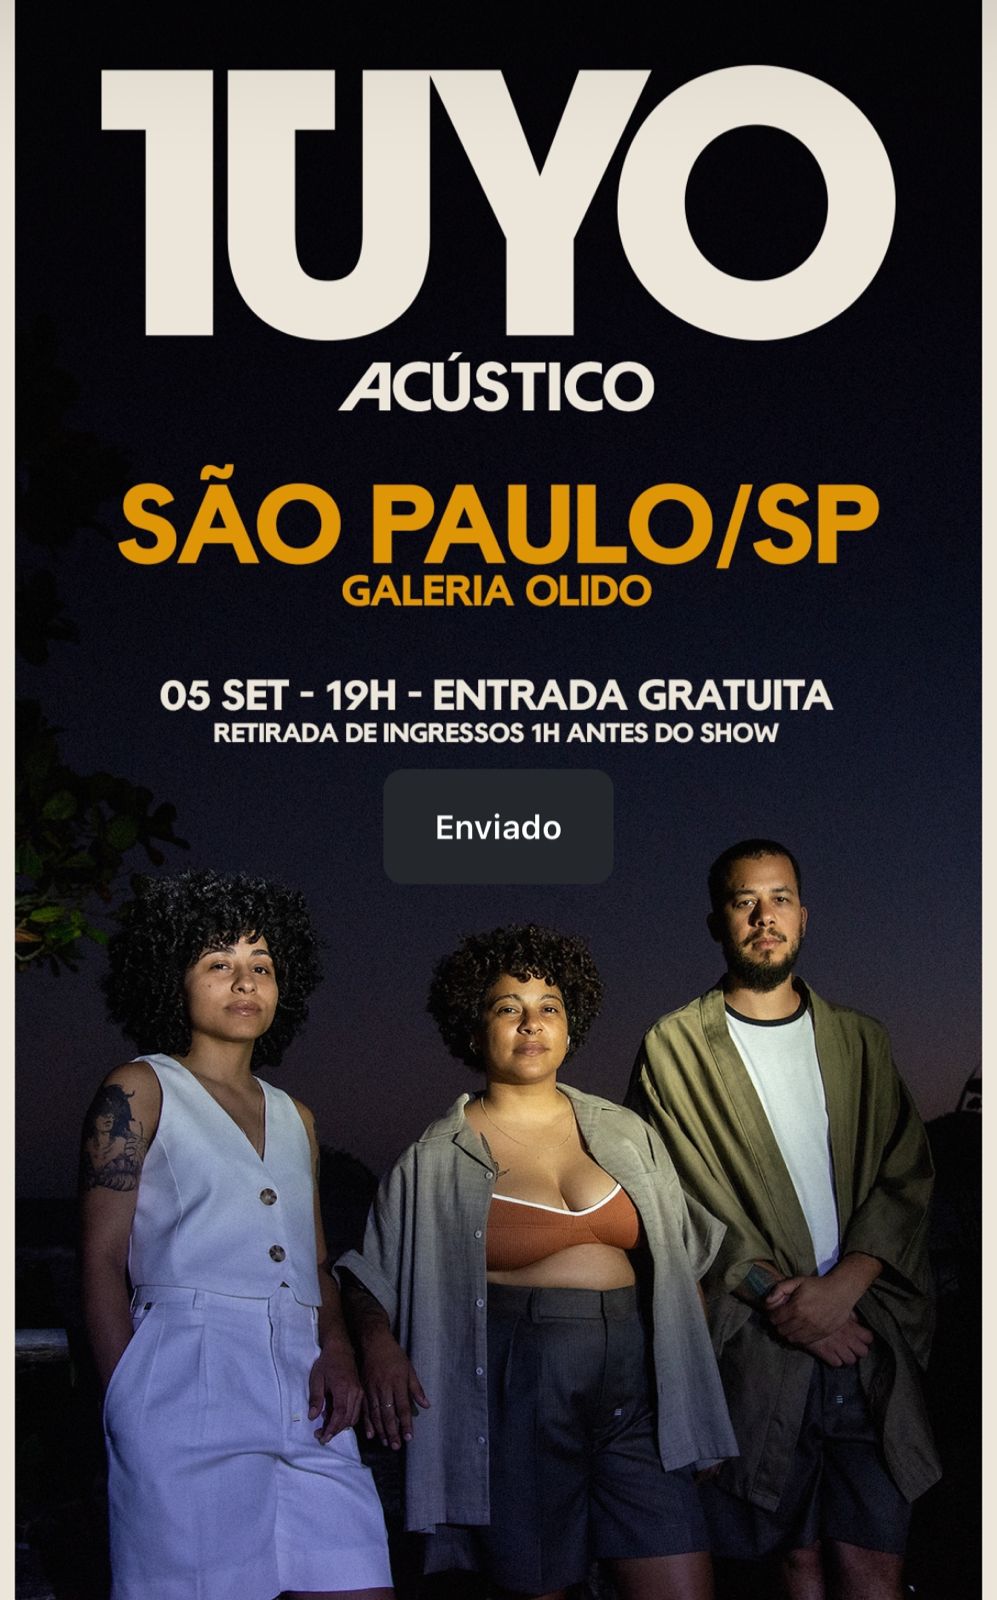 TUYO
ACÚSTICO
SÃO PAULO/SP
GALERIA OLIDO
05 SET - 19H - ENTRADA GRATUITA
RETIRADA DE INGRESSOS 1H ANTES DO SHOW
Enviado